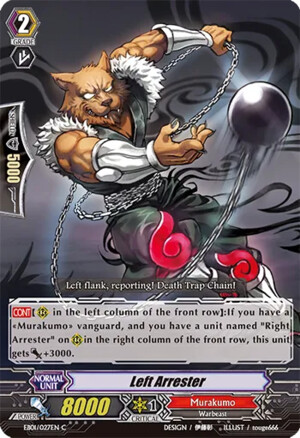 2
GRADE
SHIELD
5000
Left flank, reporting! Death Trap Chain!
CONT in the left column of the front row]:If you have a
«Murakumo» vanguard, and you have a unit named "Right
Arrester" on in the right column of the front row, this unit
gets +3000.
NORMAL
UNIT
Left Arrester
POWER
8000
1
CRITICAL
Murakumo
Warbeast
EB01/027EN C
DESIGN / 伊藤彰 ILLUST / touge666